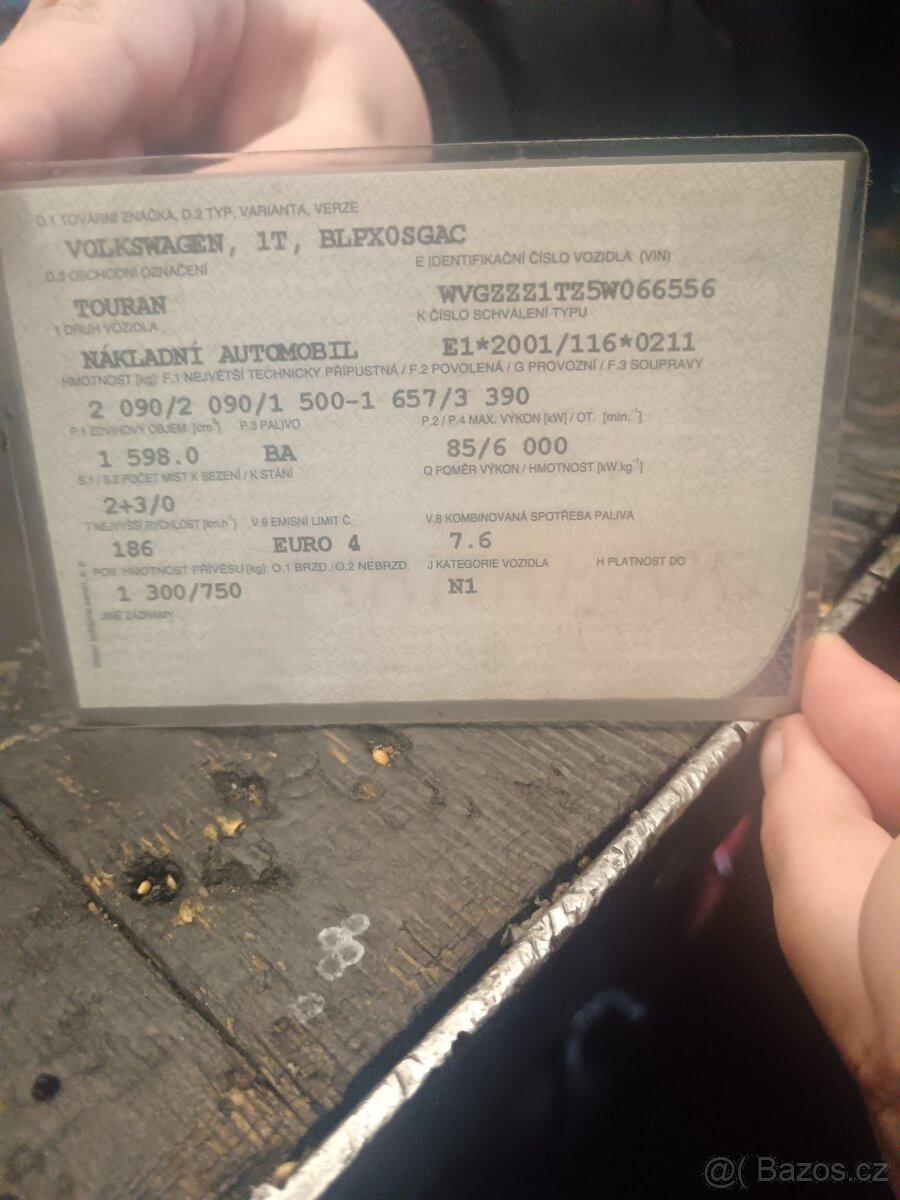 D.1 TOVÁRNÍ ZNAČKA, D.2 TYP, VARIANTA, VERZE
VOLKSWAGEN, 1T, BLPX0SGAC
D.3 OBCHODNÍ OZNAČENÍ E IDENTIFIKAČNÍ ČÍSLO VOZIDLA (VIN)
TOURAN WVGZZZ1TZ5W066556
1 DRUH VOZIDLA K ČÍSLO SCHVÁLENÍ TYPU
NÁKLADNÍ AUTOMOBIL E1*2001/116*0211
HMOTNOST [kg]: F.1 NEJVĚTŠÍ TECHNICKY PŘÍPUSTNÁ / F.2 POVOLENÁ / G PROVOZNÍ / F.3 SOUPRAVY
2 090/2 090/1 500-1 657/3 390
P.1 ZDVIHOVÝ OBJEM [cm³] P.3 PALIVO P.2 / P.4 MAX. VÝKON [kW] / OT. [min.⁻¹]
1 598.0 BA 85/6 000
S.1 / S.2 POČET MÍST K SEZENÍ / K STÁNÍ Q POMĚR VÝKON / HMOTNOST [kW.kg⁻¹]
2+3/0
T NEJVYŠŠÍ RYCHLOST [km.h⁻¹] V.9 EMISNÍ LIMIT Č. V.8 KOMBINOVANÁ SPOTŘEBA PALIVA
186 EURO 4 7.6
POV. HMOTNOST PŘÍVĚSU [kg]: O.1 BRZD./O.2 NEBRZD. J KATEGORIE VOZIDLA H PLATNOST DO
1 300/750 N1
JINÉ ZÁZNAMY
@( Bazos.cz